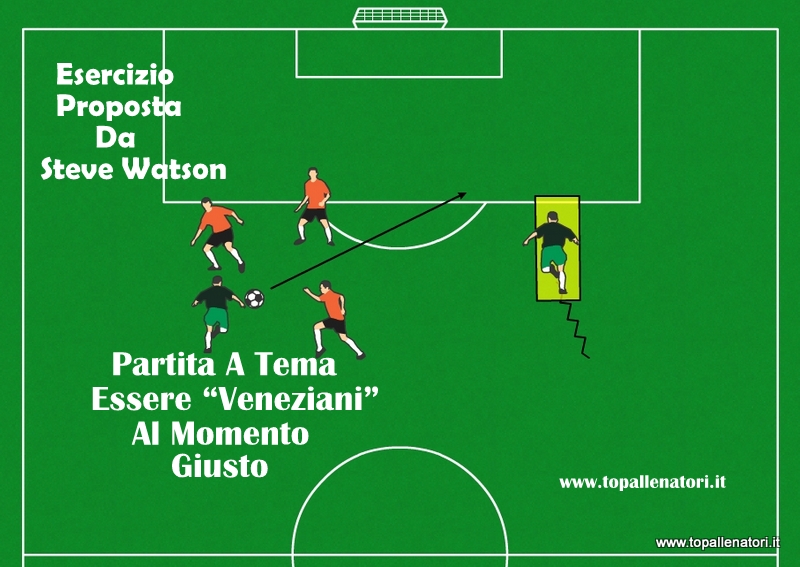 Esercizio
Proposta
Da
Steve Watson
Partita A Tema
Essere “Veneziani”
Al Momento
Giusto
www.topallenatori.it
www.topallenatori.it